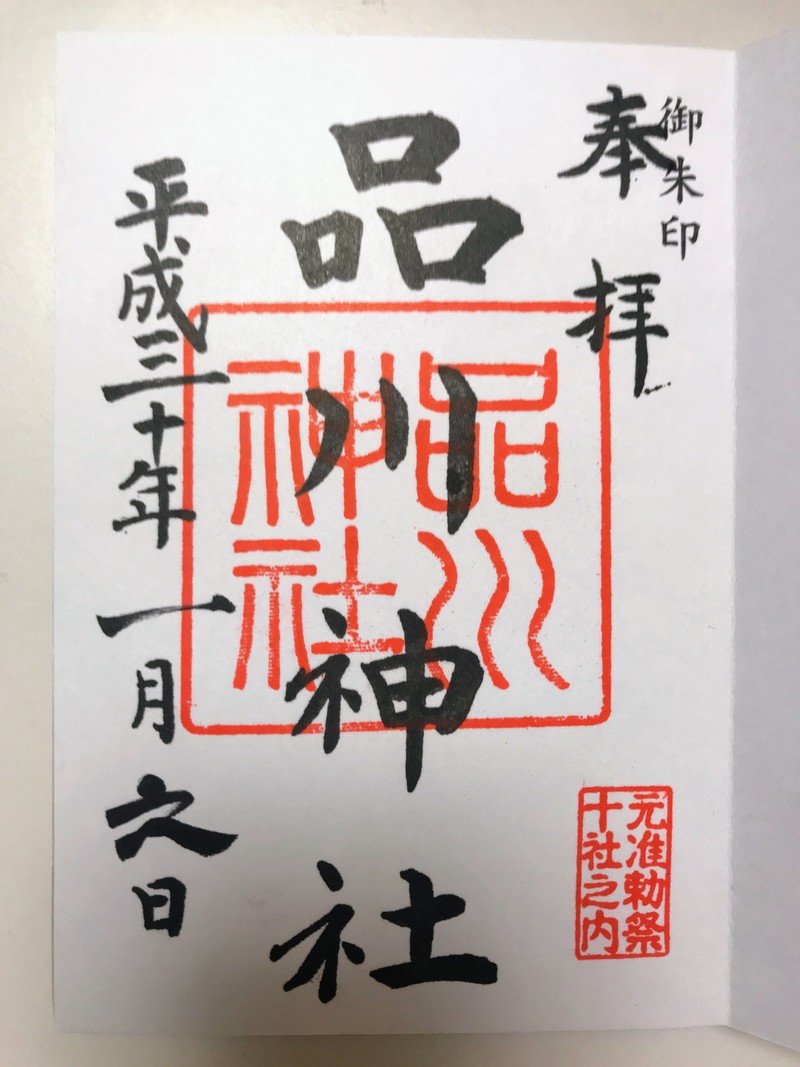 御朱印
奉拝
品川神社
平成三十年一月六日
品川
神社
元准勅祭
十社之内